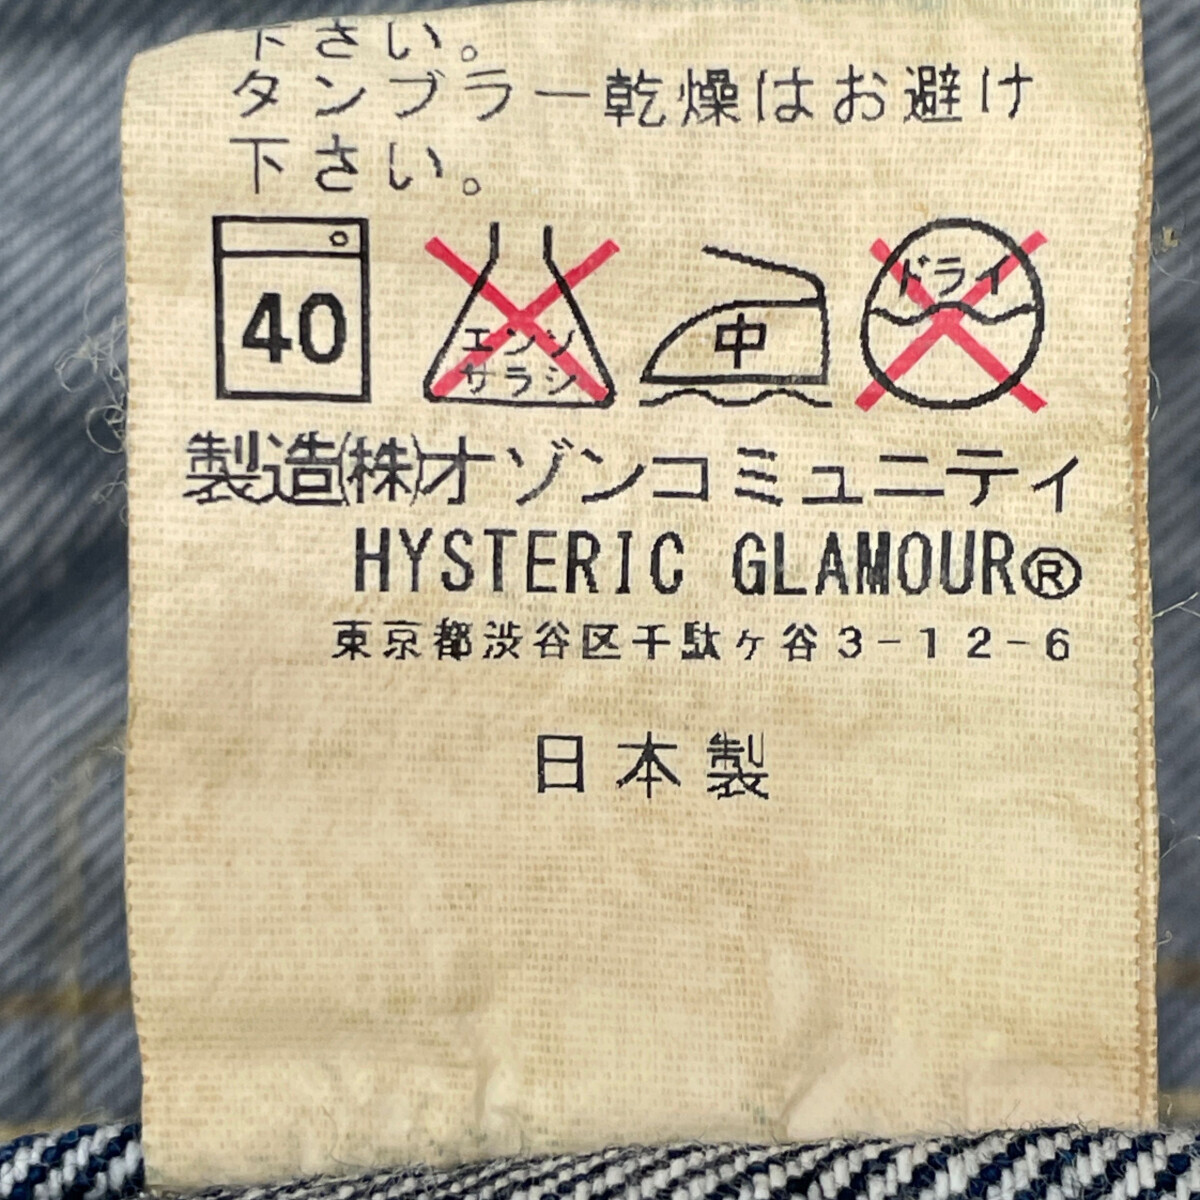 下さい。
タンブラー乾燥はお避け
下さい。
40
エンソ
サラシ
中
ドライ
製造(株)オゾンコミュニティ
HYSTERIC GLAMOUR®
東京都渋谷区千駄ヶ谷3-12-6
日本製